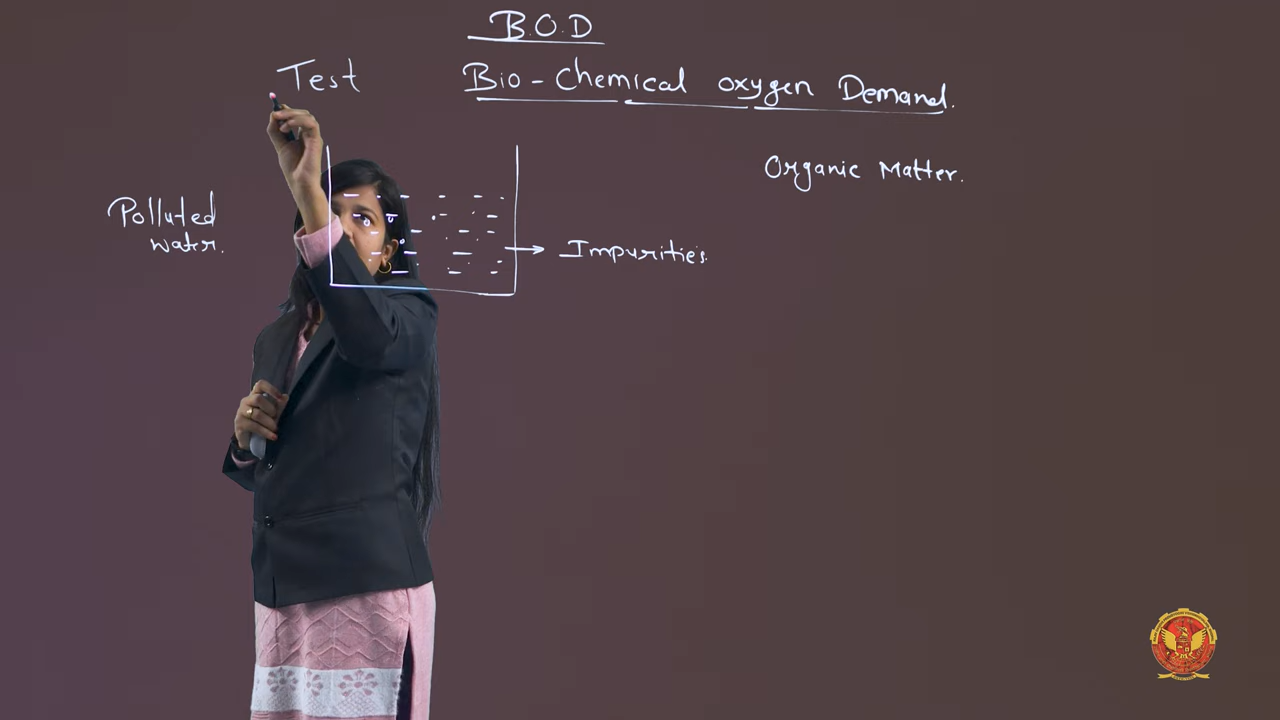 B.O.D
Test
Bio - Chemical oxygen Demand.
Organic Matter.
Polluted
water.
Impurities.